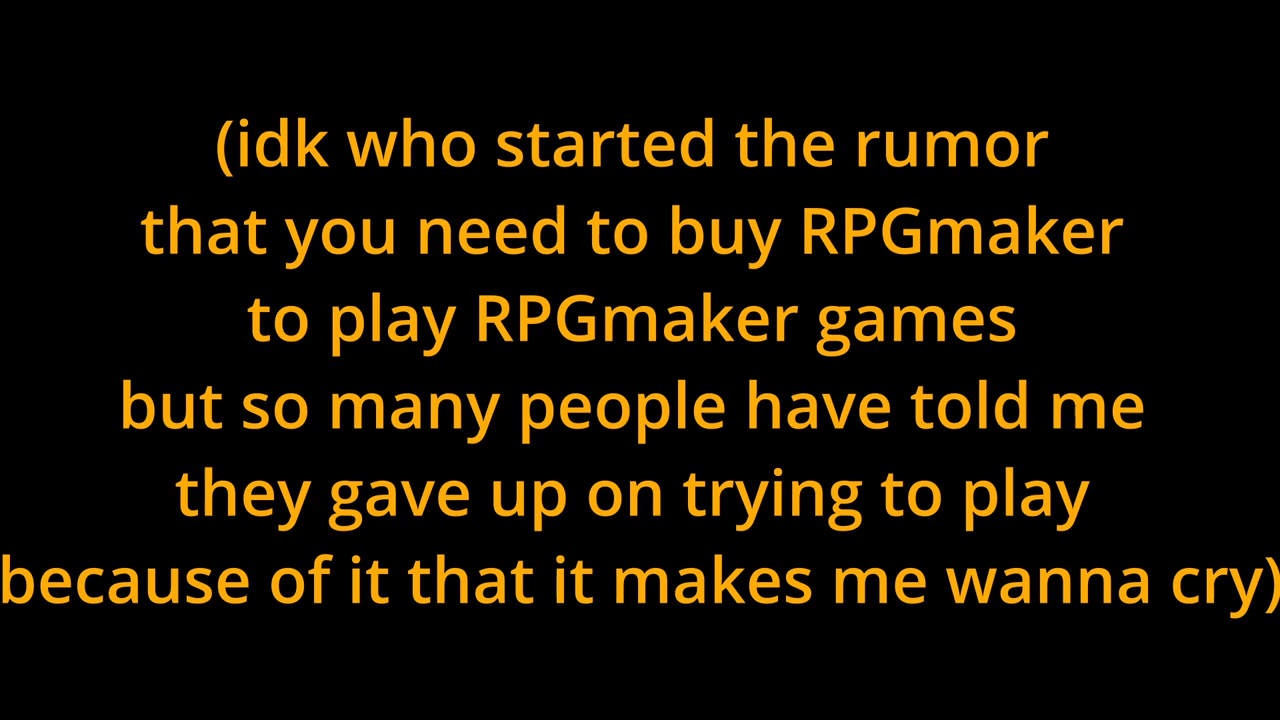 (idk who started the rumor
that you need to buy RPGmaker
to play RPGmaker games
but so many people have told me
they gave up on trying to play
because of it that it makes me wanna cry)